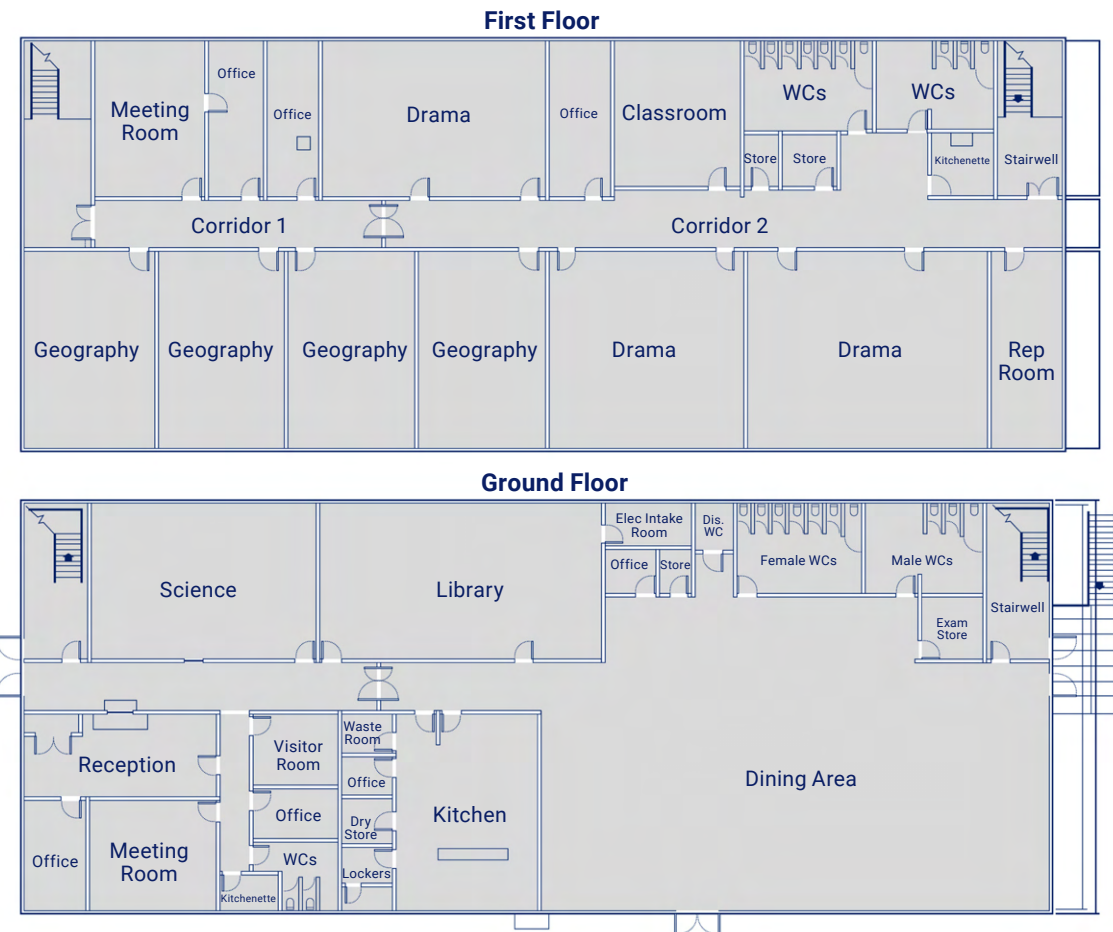 First Floor
Office
Meeting
Room
Office
Drama
Office
Classroom
WCs
WCs
Store
Store
Kitchenette
Stairwell
Corridor 1
Corridor 2
Geography
Geography
Geography
Geography
Drama
Drama
Rep
Room
Ground Floor
Science
Library
Elec Intake
Room
Dis.
WC
Office
Store
Female WCs
Male WCs
Stairwell
Exam
Store
Reception
Visitor
Room
Waste
Room
Office
Office
Dry
Store
Kitchen
Dining Area
Office
Meeting
Room
WCs
Lockers
Kitchenette